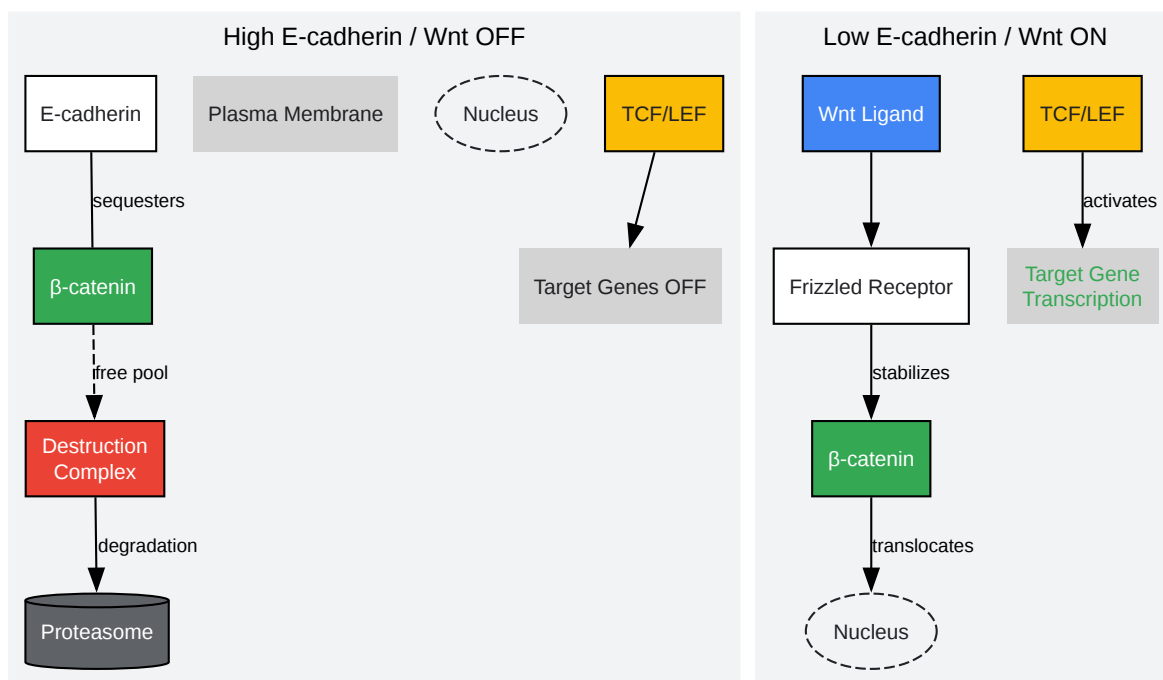 High E-cadherin / Wnt OFF
E-cadherin
Plasma Membrane
Nucleus
TCF/LEF
sequesters
β-catenin
Target Genes OFF
free pool
Destruction
Complex
degradation
Proteasome
Low E-cadherin / Wnt ON
Wnt Ligand
TCF/LEF
activates
Frizzled Receptor
Target Gene
Transcription
stabilizes
β-catenin
translocates
Nucleus